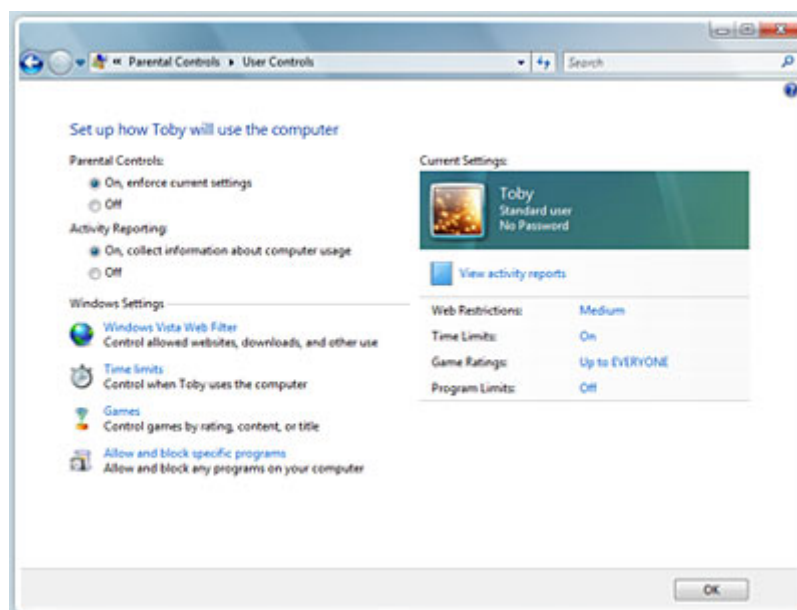 « Parental Controls ▸ User Controls
Search
Set up how Toby will use the computer
Parental Controls:
On, enforce current settings
Off
Activity Reporting:
On, collect information about computer usage
Off
Windows Settings
Windows Vista Web Filter
Control allowed websites, downloads, and other use
Time limits
Control when Toby uses the computer
Games
Control games by rating, content, or title
Allow and block specific programs
Allow and block any programs on your computer
Current Settings:
Toby
Standard user
No Password
View activity reports
Web Restrictions: Medium
Time Limits: On
Game Ratings: Up to EVERYONE
Program Limits: Off
OK